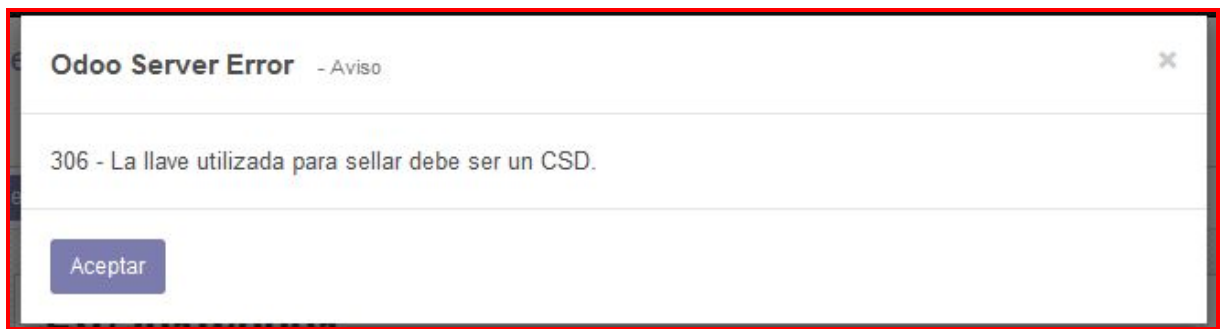 Odoo Server Error - Aviso
306 - La llave utilizada para sellar debe ser un CSD.
Aceptar